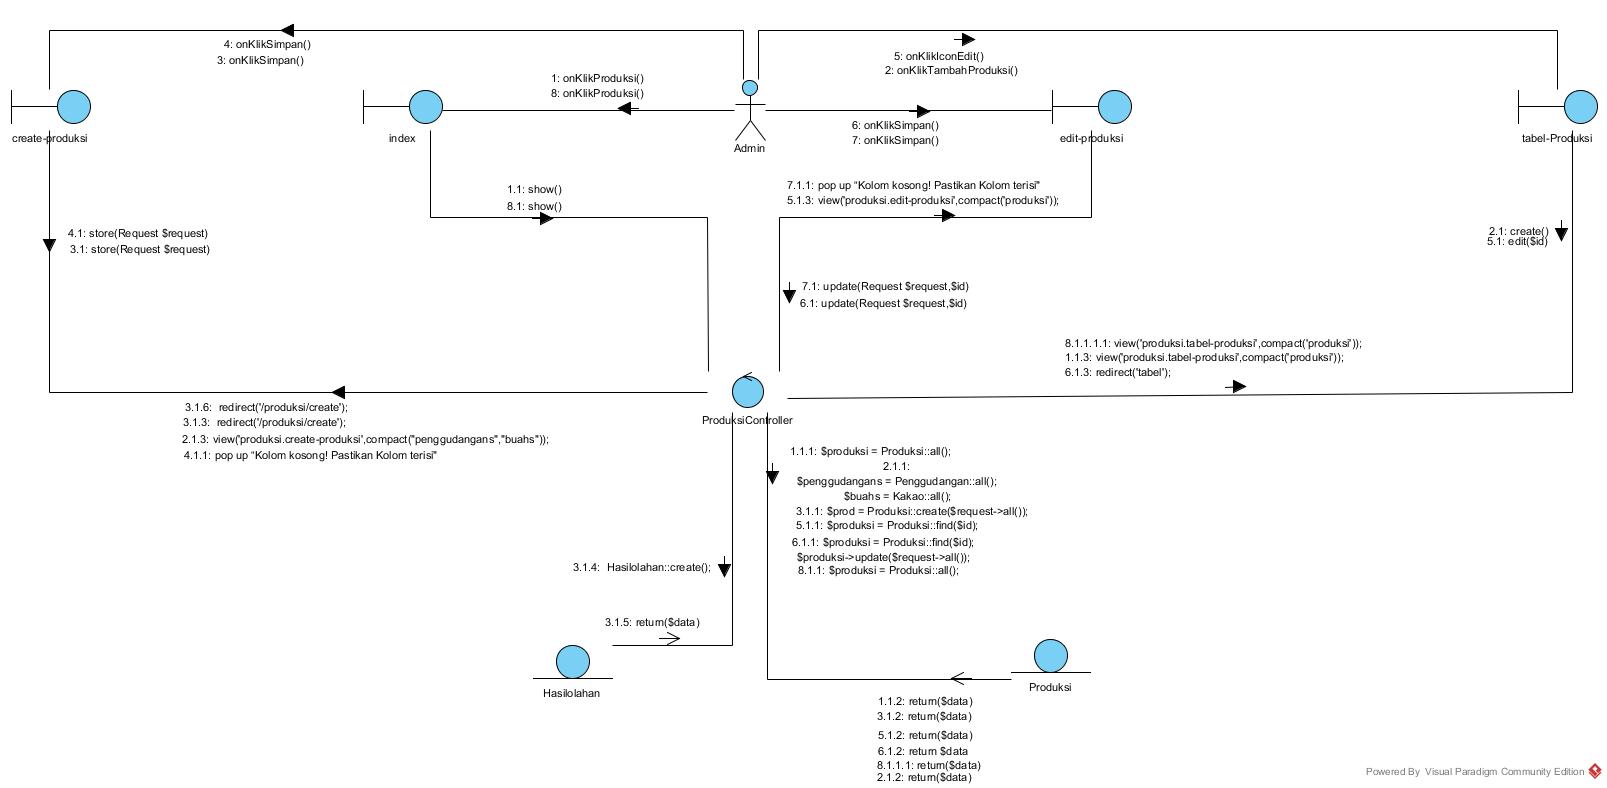 4: onKlikSimpan()
3: onKlikSimpan()
5: onKlikIconEdit()
2: onKlikTambahProduksi()
1: onKlikProduksi()
8: onKlikProduksi()
6: onKlikSimpan()
7: onKlikSimpan()
create-produksi
index
Admin
edit-produksi
tabel-Produksi
1.1: show()
8.1: show()
7.1.1: pop up "Kolom kosong! Pastikan Kolom terisi"
5.1.3: view('produksi.edit-produksi',compact('produksi'));
4.1: store(Request $request)
3.1: store(Request $request)
2.1: create()
5.1: edit($id)
7.1: update(Request $request,$id)
6.1: update(Request $request,$id)
8.1.1.1.1: view('produksi.tabel-produksi',compact('produksi'));
1.1.3: view('produksi.tabel-produksi',compact('produksi'));
6.1.3: redirect('tabel');
3.1.6: redirect('/produksi/create');
3.1.3: redirect('/produksi/create');
2.1.3: view('produksi.create-produksi',compact("penggudangans","buahs"));
4.1.1: pop up "Kolom kosong! Pastikan Kolom terisi"
ProduksiController
1.1.1: $produksi = Produksi::all();
2.1.1:
$penggudangans = Penggudangan::all();
$buahs = Kakao::all();
3.1.1: $prod = Produksi::create($request->all());
5.1.1: $produksi = Produksi::find($id);
6.1.1: $produksi = Produksi::find($id);
$produksi->update($request->all());
8.1.1: $produksi = Produksi::all();
3.1.4: Hasilolahan::create();
3.1.5: return($data)
Hasilolahan
Produksi
1.1.2: return($data)
3.1.2: return($data)
5.1.2: return($data)
6.1.2: return $data
8.1.1.1: return($data)
2.1.2: return($data)
Powered By Visual Paradigm Community Edition